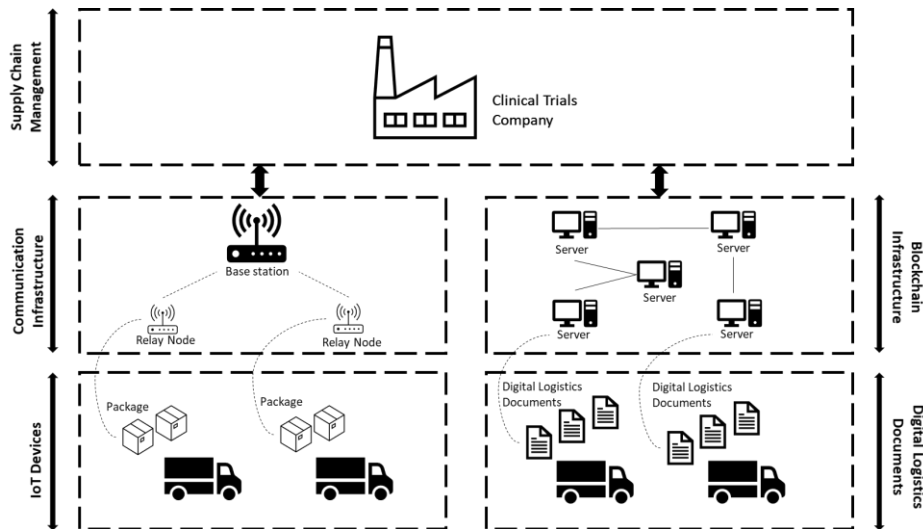 Supply Chain
Management
Clinical Trials
Company
Communication
Infrastructure
Base station
Relay Node
Relay Node
Server
Server
Server
Server
Server
Blockchain
Infrastructure
IoT Devices
Package
Package
Digital Logistics
Documents
Digital Logistics
Documents
Digital Logistics
Documents